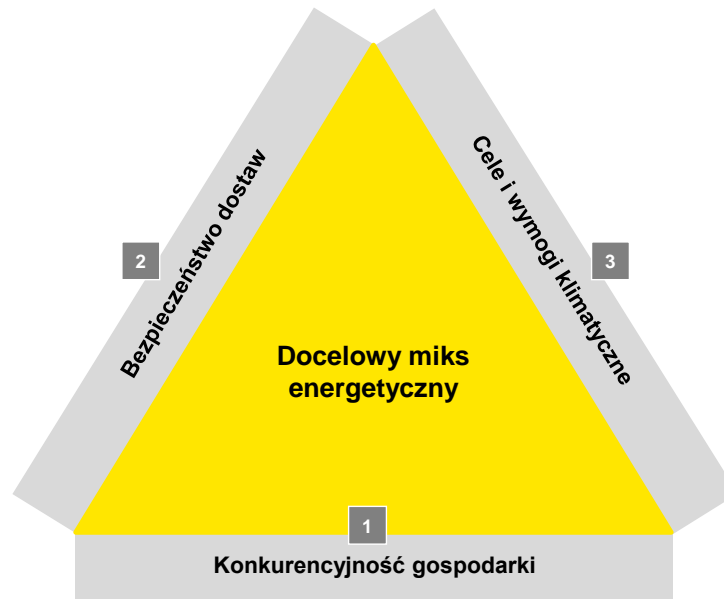 Bezpieczeństwo dostaw
2
Cele i wymogi klimatyczne
3
Docelowy miks
energetyczny
1
Konkurencyjność gospodarki